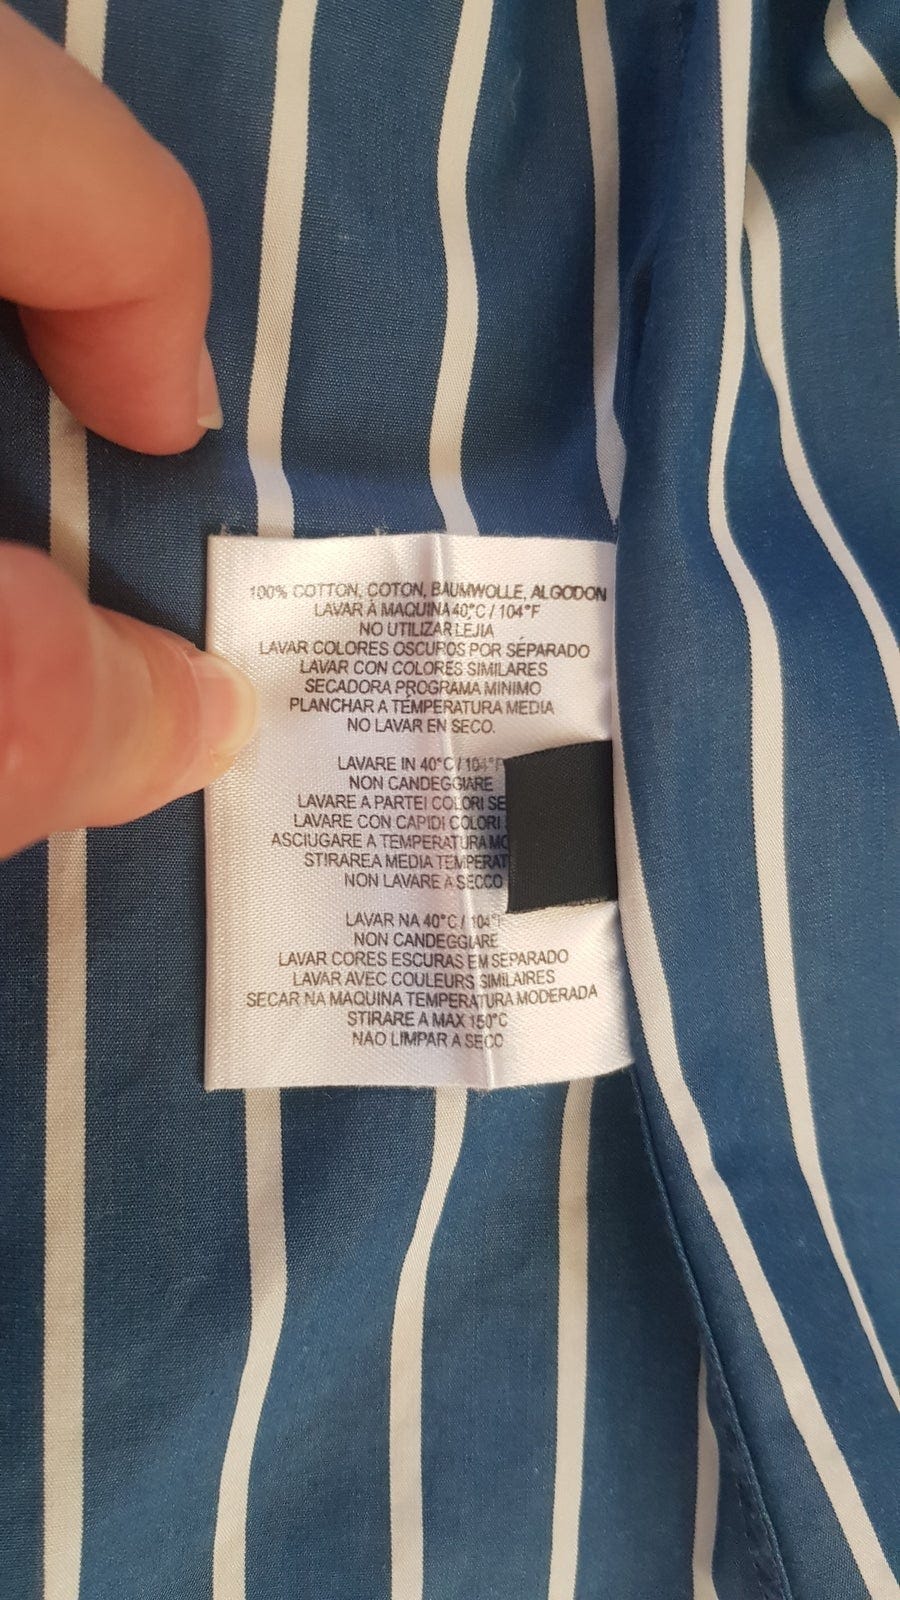 100% COTTON, COTON, BAUMWOLLE, ALGODON
LAVAR Á MAQUINA 40°C / 104°F
NO UTILIZAR LEJIA
LAVAR COLORES OSCUROS POR SÉPARADO
LAVAR CON COLORES SIMILARES
SECADORA PROGRAMA MINIMO
PLANCHAR A TÉMPERATURA MEDIA
NO LAVAR EN SECO.
LAVARE IN 40°C / 104°F
NON CANDEGGIARE
LAVARE A PARTEI COLORI SE
LAVARE CON CAPIDI COLORI
ASCIUGARE A TEMPERATURA MO
STIRAREA MEDIA TEMPERAT
NON LAVARE A SECCO
LAVAR NA 40°C / 104°F
NON CANDEGGIARE
LAVAR CORES ESCURAS EM SEPARADO
LAVAR AVEC COULEURS SIMILAIRES
SECAR NA MAQUINA TEMPERATURA MODERADA
STIRARE A MAX 150°C
NAO LIMPAR A SECO